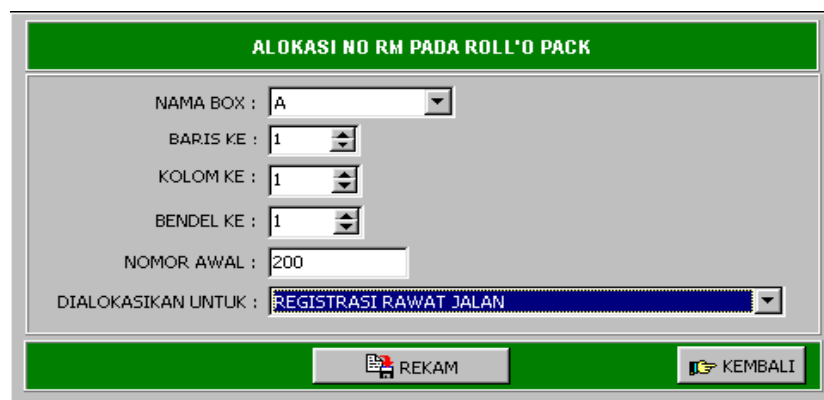 ALOKASI NO RM PADA ROLL'O PACK
NAMA BOX : A
BARIS KE : 1
KOLOM KE : 1
BENDEL KE : 1
NOMOR AWAL : 200
DIALOKASIKAN UNTUK : REGISTRASI RAWAT JALAN
REKAM KEMBALI